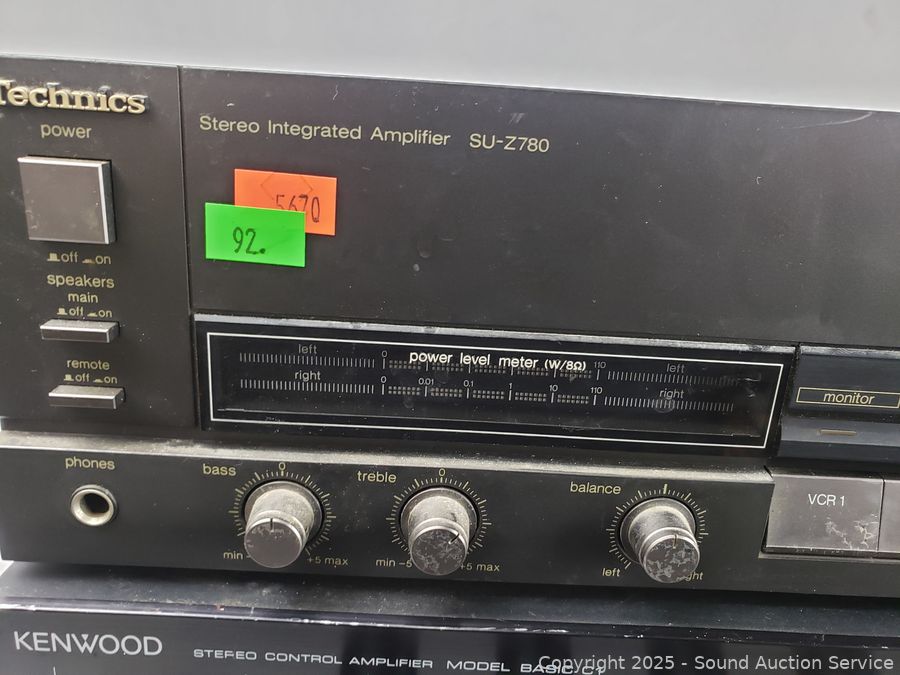 Technics
power
Stereo Integrated Amplifier SU-Z780
5670
92.
off on
speakers
main
off on
remote
off on
power level meter (W/8Ω)
left
0
110
left
right
0 0.01 0.1 1 10 110
right
monitor
phones
bass
0
min -
+5 max
treble
0
min -5
+5 max
balance
left
VCR 1
KENWOOD
STEREO CONTROL AMPLIFIER MODEL BASIC C1
Copyright 2025 - Sound Auction Service